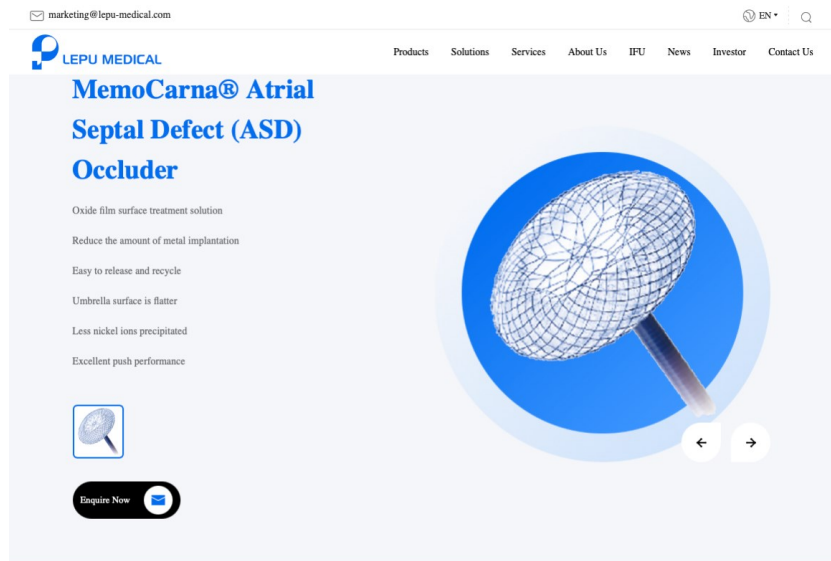 marketing@lepu-medical.com
EN
LEPU MEDICAL
Products Solutions Services About Us IFU News Investor Contact Us
MemoCarna® Atrial
Septal Defect (ASD)
Occluder
Oxide film surface treatment solution
Reduce the amount of metal implantation
Easy to release and recycle
Umbrella surface is flatter
Less nickel ions precipitated
Excellent push performance
Enquire Now